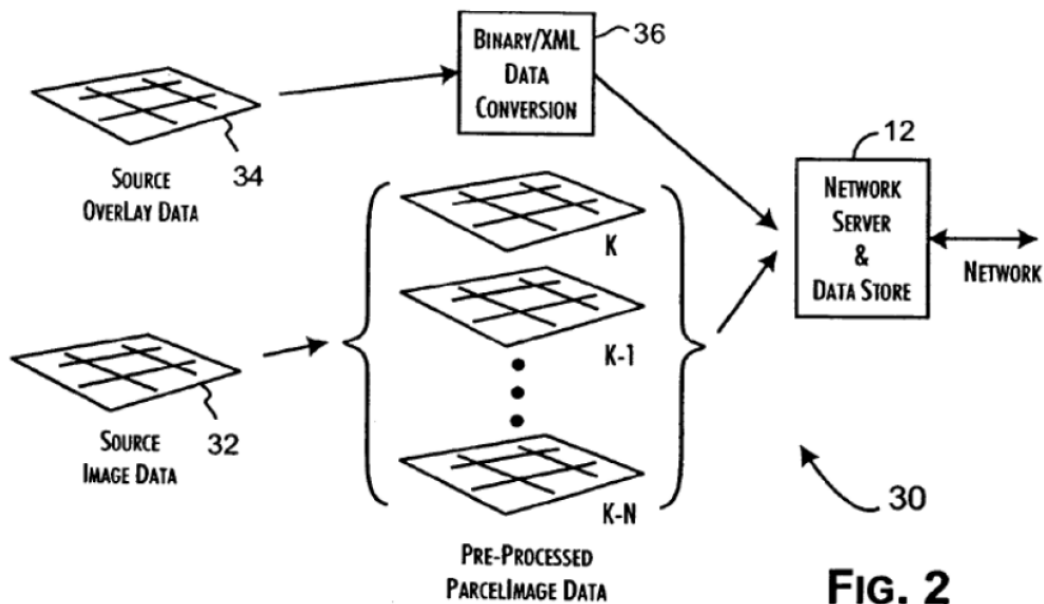 BINARY/XML
DATA
CONVERSION
36
34
SOURCE
OVERLAY DATA
12
NETWORK
SERVER
&
DATA STORE
NETWORK
K
K-1
K-N
32
SOURCE
IMAGE DATA
PRE-PROCESSED
PARCELIMAGE DATA
30
FIG. 2